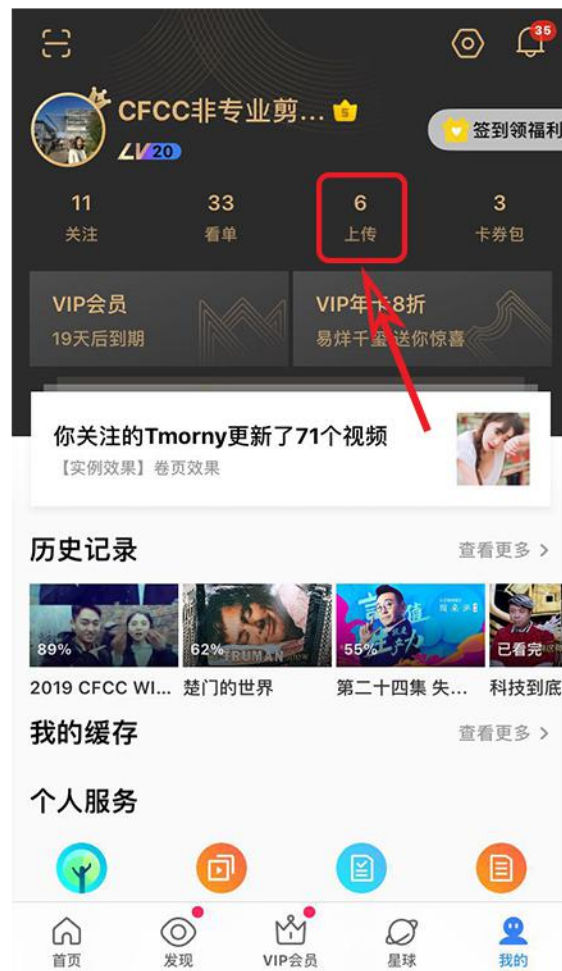 35
CFCC非专业剪...
5
签到领福利
LV20
11
33
6
3
关注
看单
上传
卡券包
VIP会员
VIP年卡8折
19天后到期
易烊千玺送你惊喜
你关注的Tmorny更新了71个视频
【实例效果】卷页效果
历史记录
查看更多 >
89%
62%
TRUMAN
55%
已看完
2019 CFCC WI...
楚门的世界
第二十四集 失...
科技到底
我的缓存
查看更多 >
个人服务
首页
发现
VIP会员
星球
我的